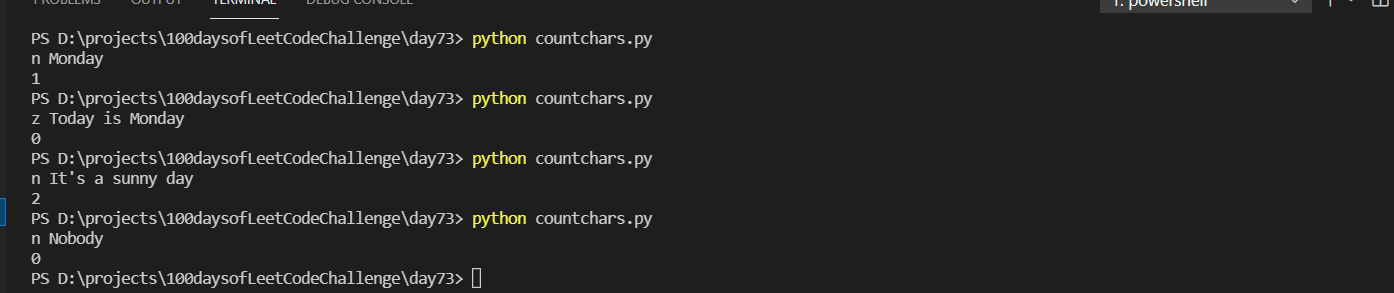 PROBLEMS OUTPUT TERMINAL DEBUG CONSOLE 1: powershell
PS D:\projects\100daysofLeetCodeChallenge\day73> python countchars.py
n Monday
1
PS D:\projects\100daysofLeetCodeChallenge\day73> python countchars.py
z Today is Monday
0
PS D:\projects\100daysofLeetCodeChallenge\day73> python countchars.py
n It's a sunny day
2
PS D:\projects\100daysofLeetCodeChallenge\day73> python countchars.py
n Nobody
0
PS D:\projects\100daysofLeetCodeChallenge\day73>